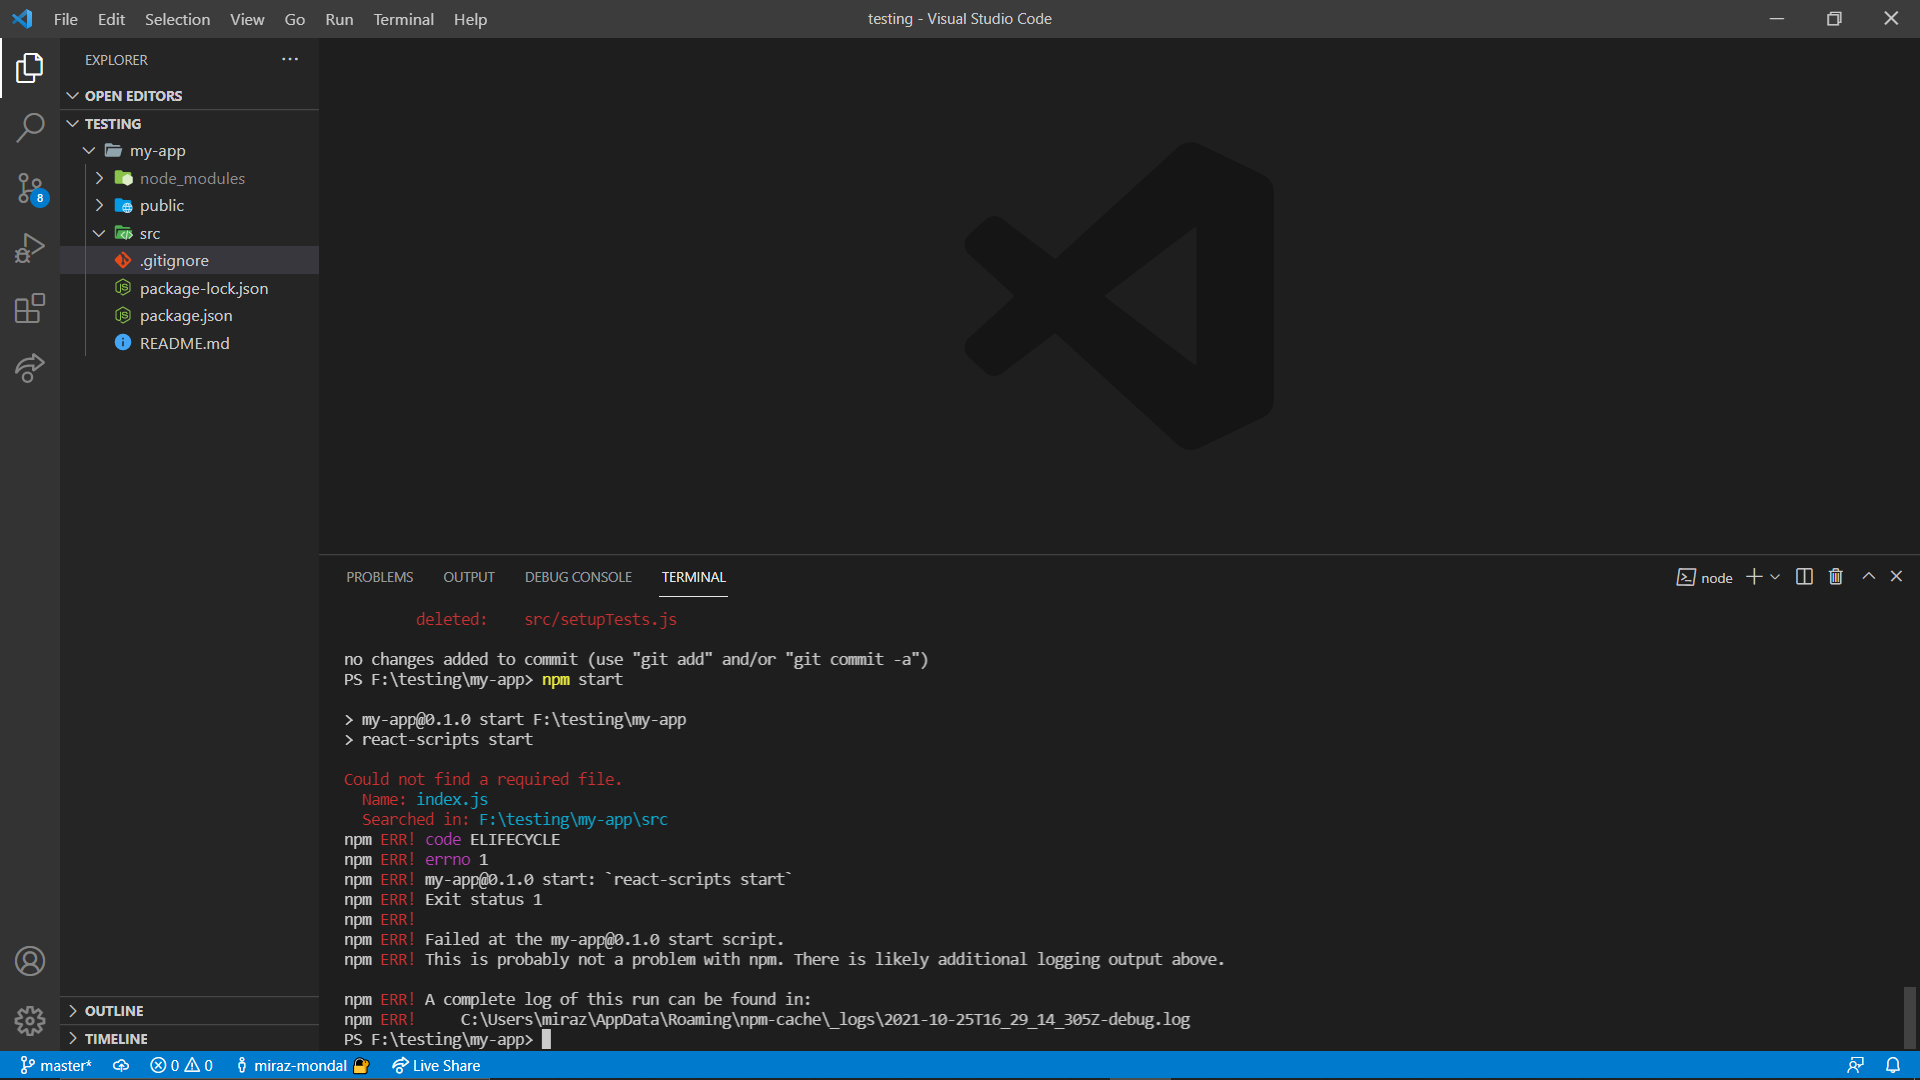 File Edit Selection View Go Run Terminal Help
testing - Visual Studio Code
EXPLORER
OPEN EDITORS
TESTING
my-app
node_modules
public
src
.gitignore
package-lock.json
package.json
README.md
8
OUTLINE
TIMELINE
PROBLEMS OUTPUT DEBUG CONSOLE TERMINAL
node
deleted:    src/setupTests.js
no changes added to commit (use "git add" and/or "git commit -a")
PS F:\testing\my-app> npm start
> my-app@0.1.0 start F:\testing\my-app
> react-scripts start
Could not find a required file.
Name: index.js
Searched in: F:\testing\my-app\src
npm ERR! code ELIFECYCLE
npm ERR! errno 1
npm ERR! my-app@0.1.0 start: `react-scripts start`
npm ERR! Exit status 1
npm ERR!
npm ERR! Failed at the my-app@0.1.0 start script.
npm ERR! This is probably not a problem with npm. There is likely additional logging output above.
npm ERR! A complete log of this run can be found in:
npm ERR!     C:\Users\miraz\AppData\Roaming\npm-cache\_logs\2021-10-25T16_29_14_305Z-debug.log
PS F:\testing\my-app>
master* 0 0 miraz-mondal Live Share